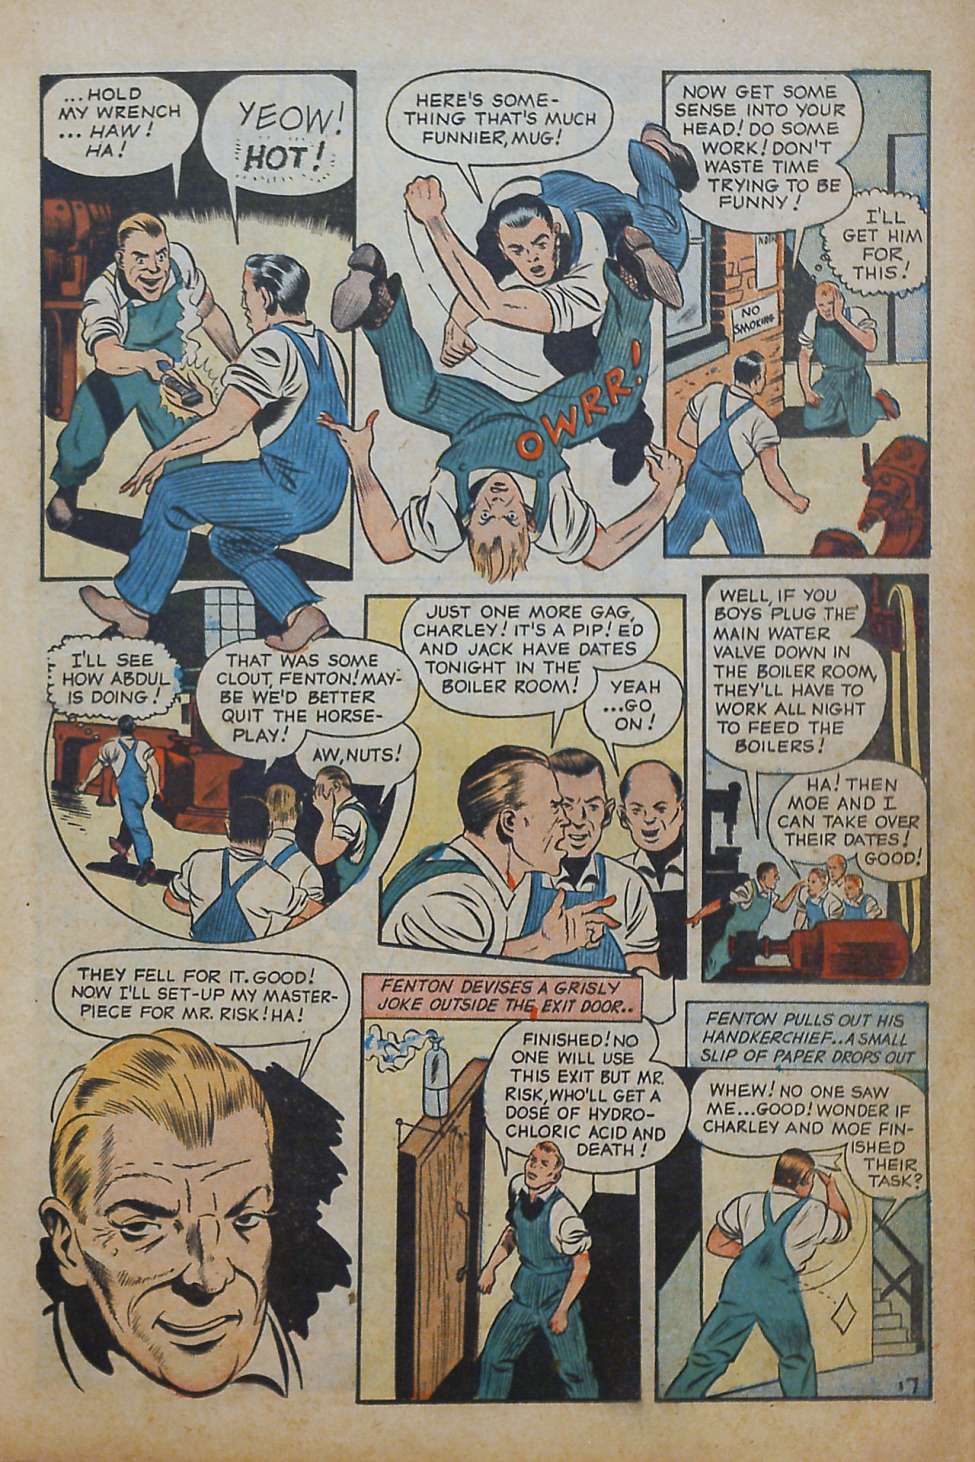 ...HOLD
MY WRENCH
...HAW!
HA!
YEOW!
HOT!
HERE'S SOME-
THING THAT'S MUCH
FUNNIER, MUG!
OWRR!
NOW GET SOME
SENSE INTO YOUR
HEAD! DO SOME
WORK! DON'T
WASTE TIME
TRYING TO BE
FUNNY!
I'LL
GET HIM
FOR
THIS!
NO
SMOKING
I'LL SEE
HOW ABDUL
IS DOING!
THAT WAS SOME
CLOUT, FENTON! MAY-
BE WE'D BETTER
QUIT THE HORSE-
PLAY!
AW, NUTS!
JUST ONE MORE GAG,
CHARLEY! IT'S A PIP! ED
AND JACK HAVE DATES
TONIGHT IN THE
BOILER ROOM!
YEAH
...GO
ON!
WELL, IF YOU
BOYS PLUG THE
MAIN WATER
VALVE DOWN IN
THE BOILER ROOM,
THEY'LL HAVE TO
WORK ALL NIGHT
TO FEED THE
BOILERS!
HA! THEN
MOE AND I
CAN TAKE OVER
THEIR DATES!
GOOD!
THEY FELL FOR IT. GOOD!
NOW I'LL SET-UP MY MASTER-
PIECE FOR MR. RISK! HA!
FENTON DEVISES A GRISLY
JOKE OUTSIDE THE EXIT DOOR..
FINISHED! NO
ONE WILL USE
THIS EXIT BUT MR.
RISK, WHO'LL GET A
DOSE OF HYDRO-
CHLORIC ACID AND
DEATH!
FENTON PULLS OUT HIS
HANDKERCHIEF.. A SMALL
SLIP OF PAPER DROPS OUT
WHEW! NO ONE SAW
ME...GOOD! WONDER IF
CHARLEY AND MOE FIN-
ISHED
THEIR
TASK?
17